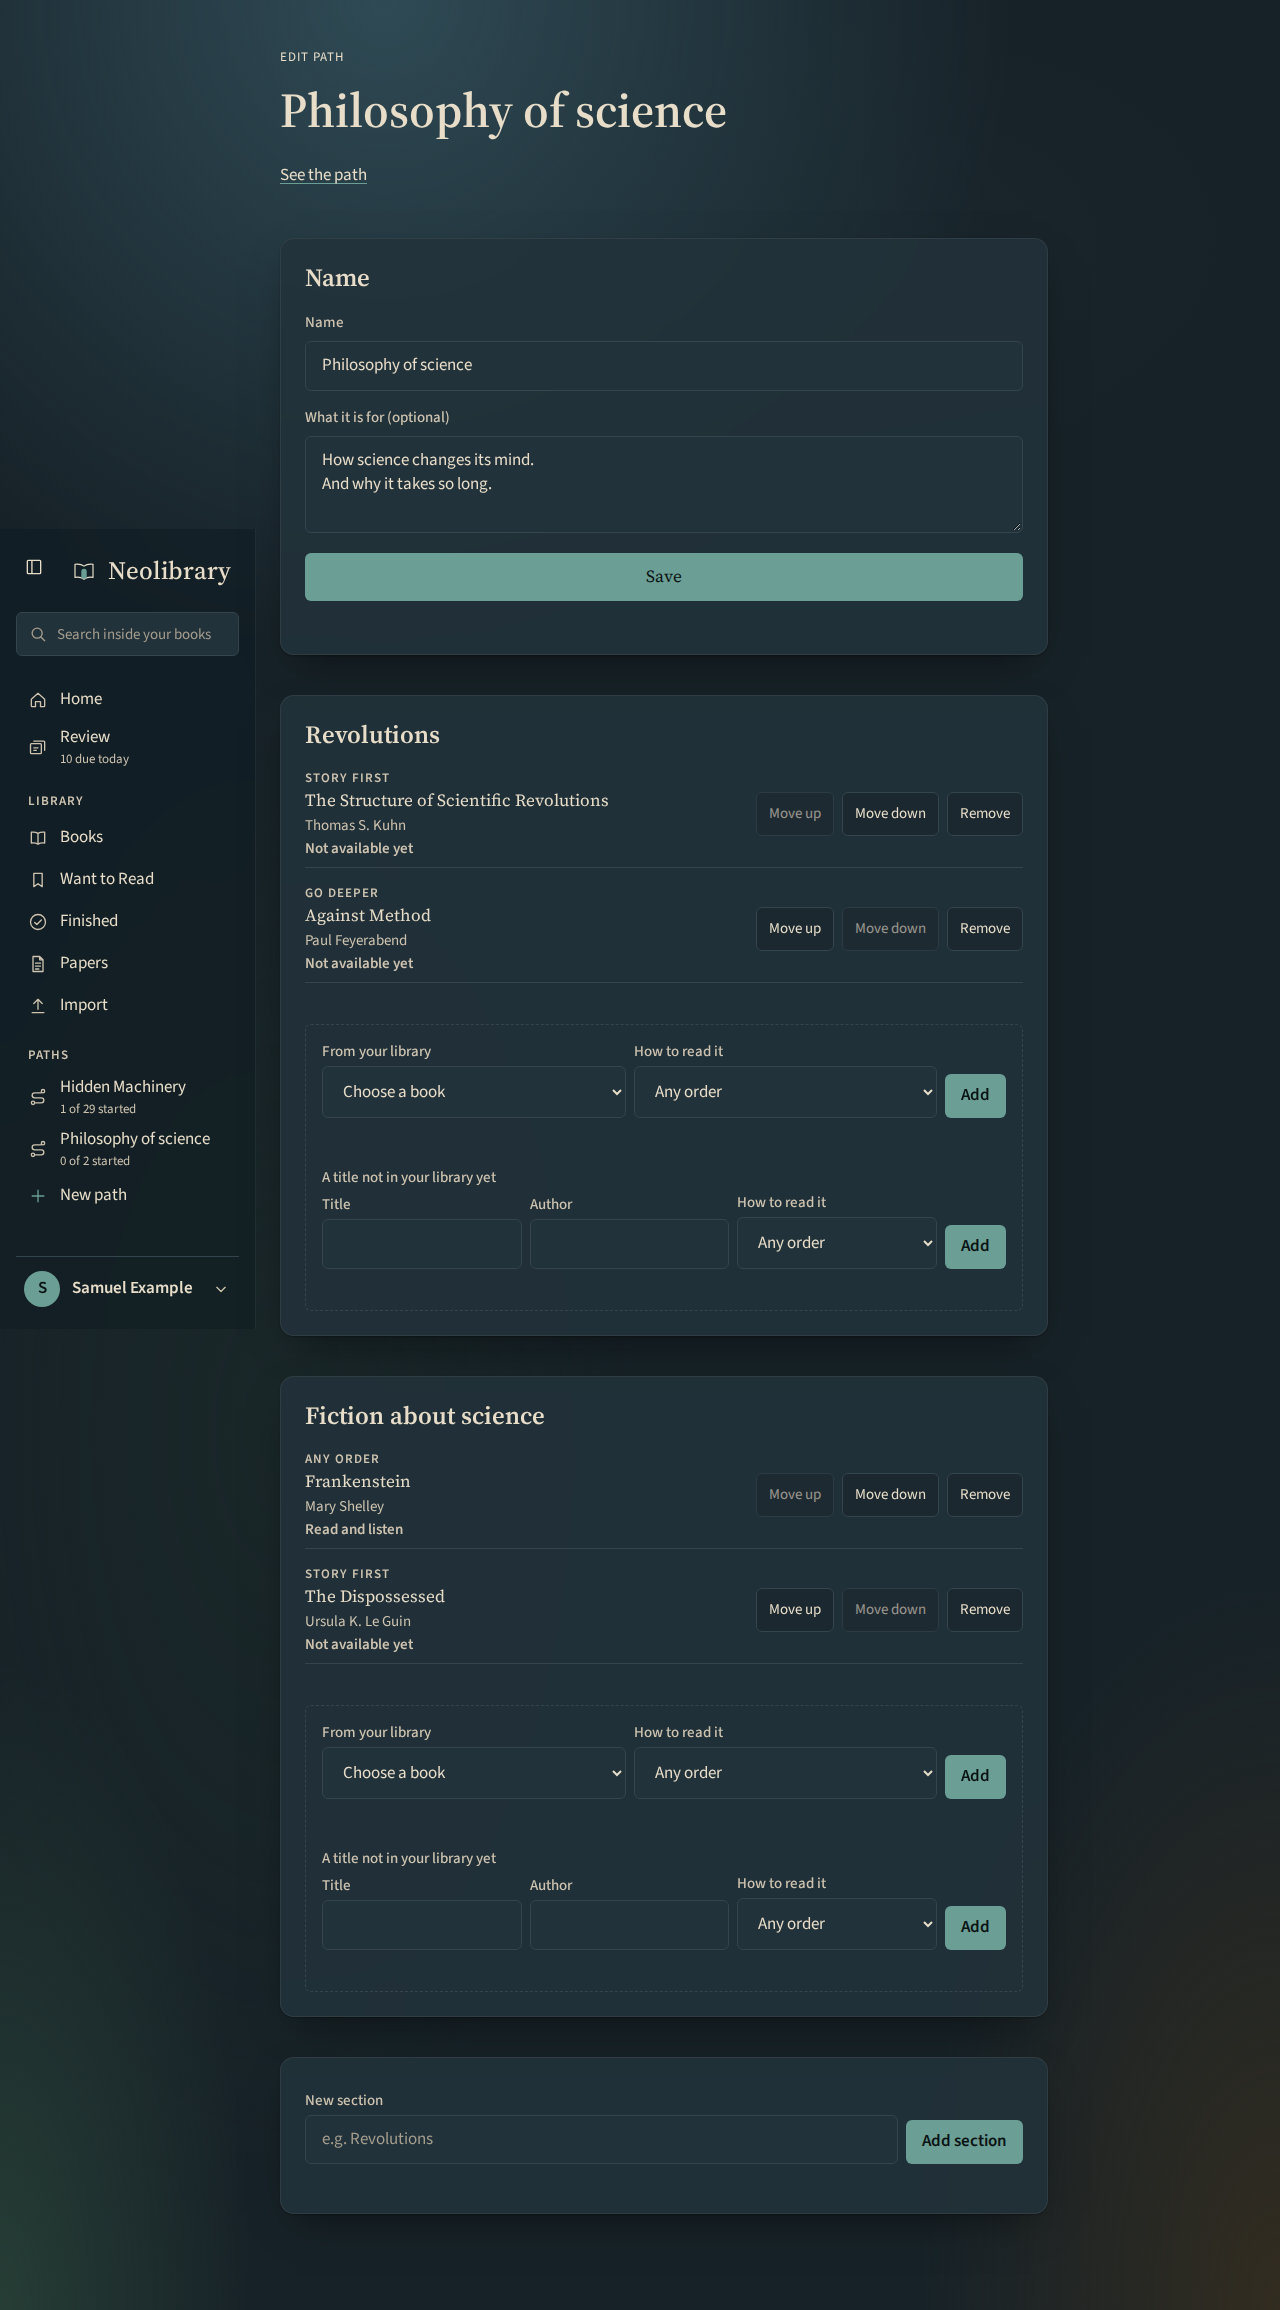 EDIT PATH
Philosophy of science
See the path
Name
Name
Philosophy of science
What it is for (optional)
How science changes its mind.
And why it takes so long.
Save
Neolibrary
Search inside your books
Home
Review
10 due today
LIBRARY
Books
Want to Read
Finished
Papers
Import
PATHS
Hidden Machinery
1 of 29 started
Philosophy of science
0 of 2 started
New path
S Samuel Example
Revolutions
STORY FIRST
The Structure of Scientific Revolutions
Thomas S. Kuhn
Not available yet
Move up Move down Remove
GO DEEPER
Against Method
Paul Feyerabend
Not available yet
Move up Move down Remove
From your library How to read it
Choose a book Any order Add
A title not in your library yet
Title Author How to read it
Any order Add
Fiction about science
ANY ORDER
Frankenstein
Mary Shelley
Read and listen
Move up Move down Remove
STORY FIRST
The Dispossessed
Ursula K. Le Guin
Not available yet
Move up Move down Remove
From your library How to read it
Choose a book Any order Add
A title not in your library yet
Title Author How to read it
Any order Add
New section
e.g. Revolutions Add section